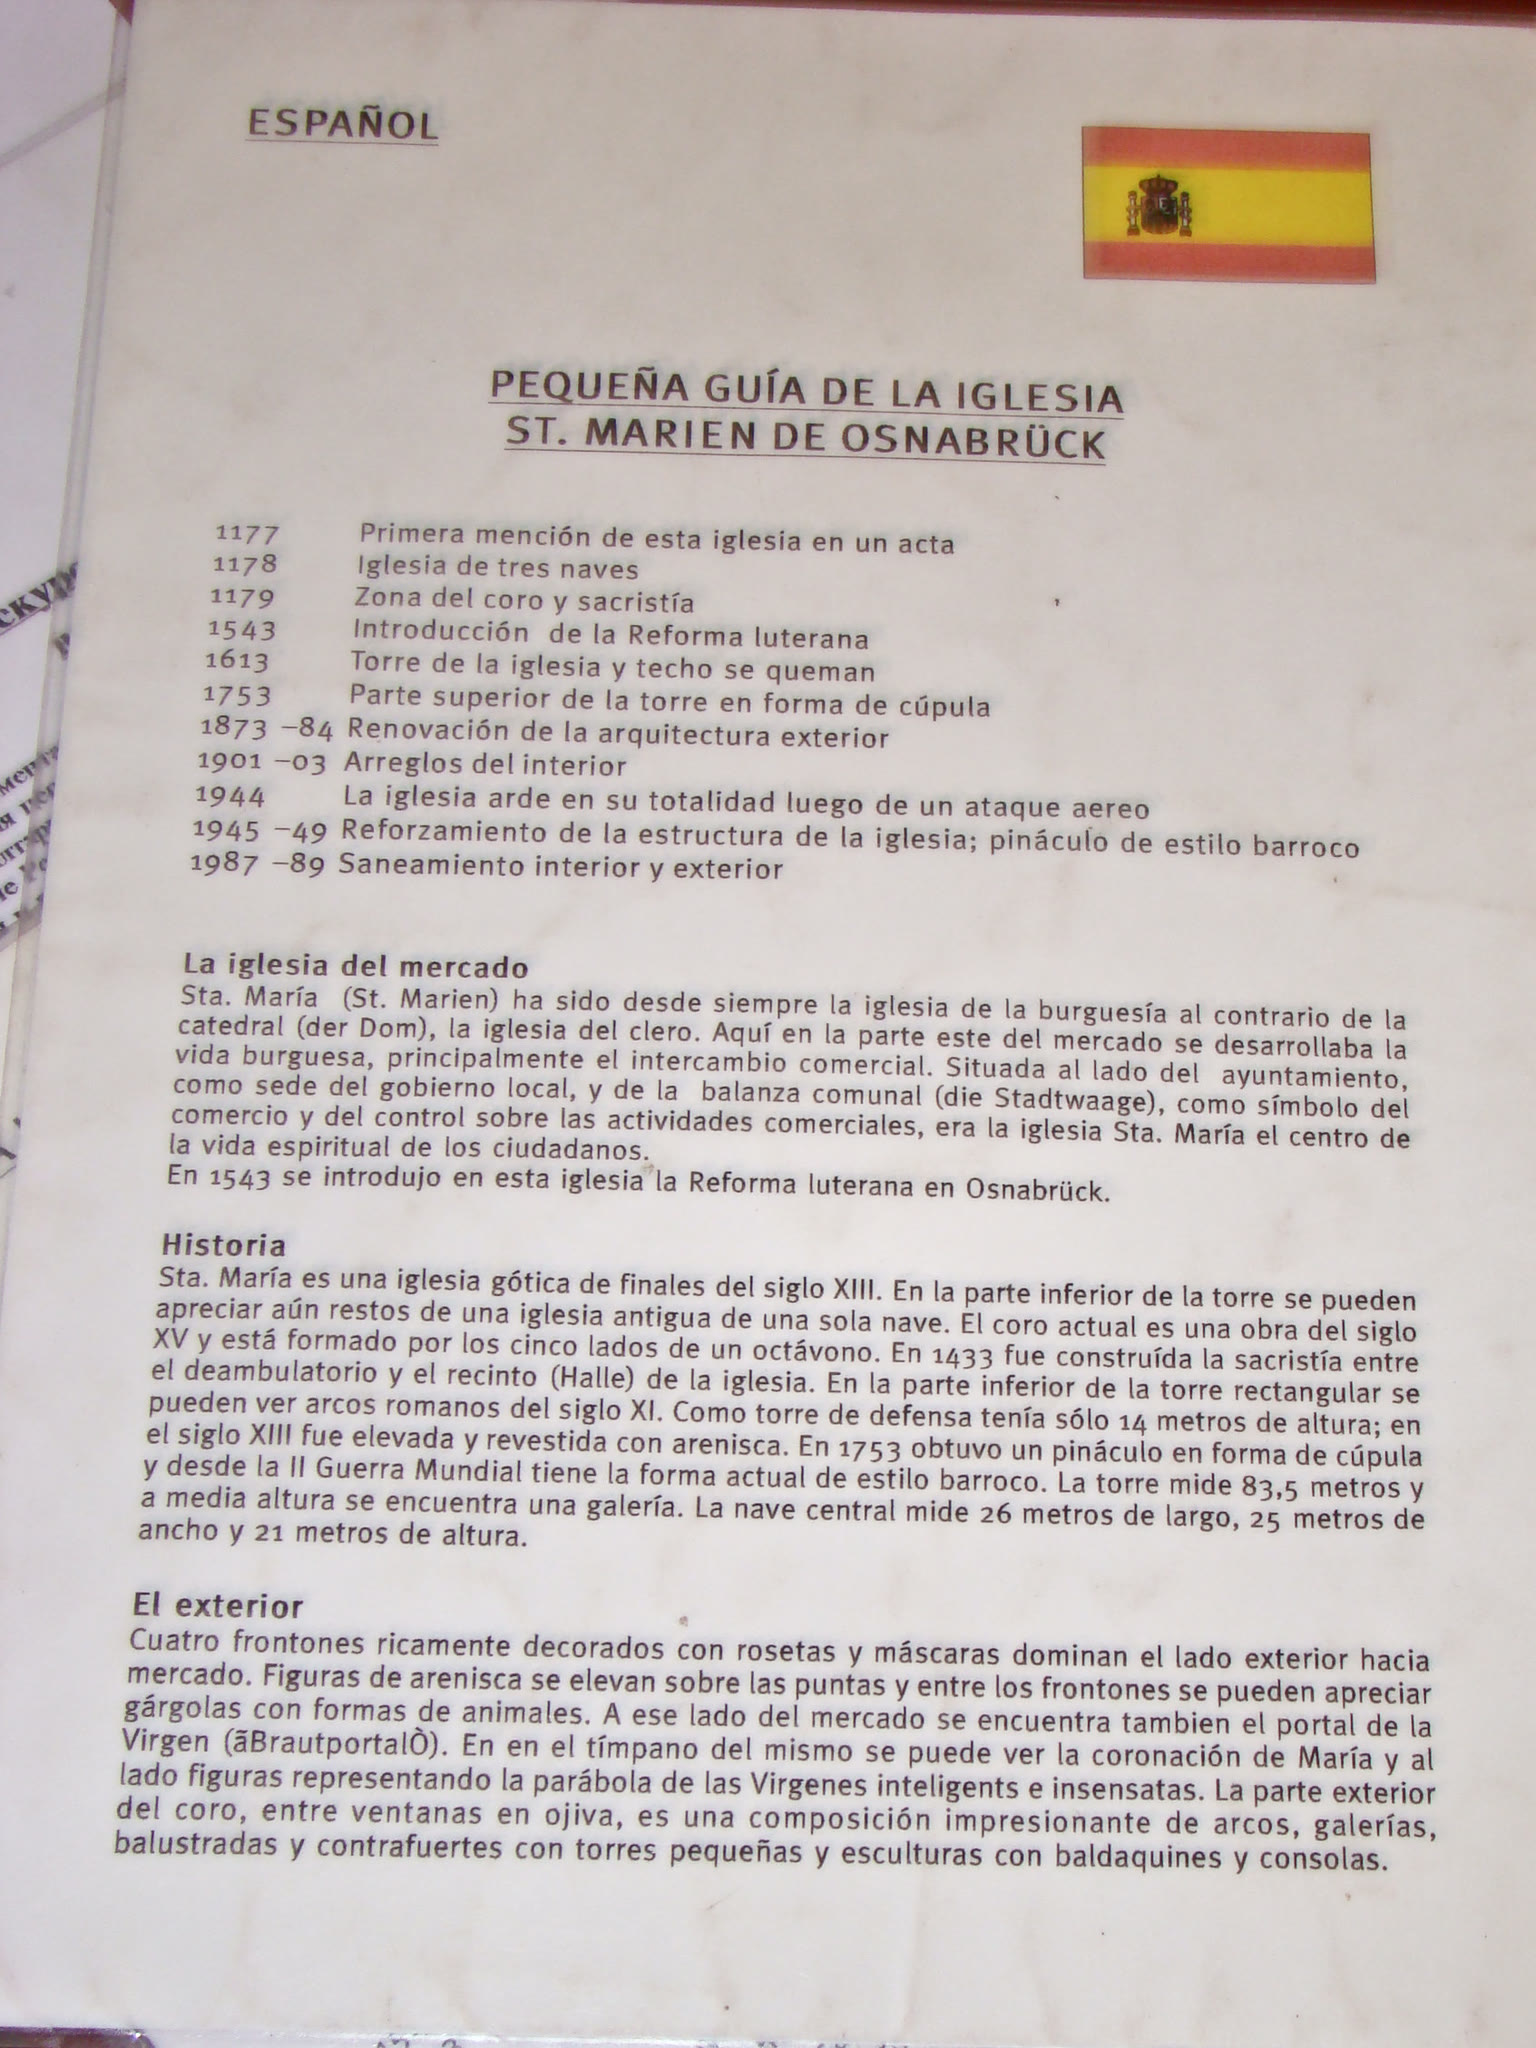 ESPAÑOL
PEQUEÑA GUÍA DE LA IGLESIA
ST. MARIEN DE OSNABRÜCK
1177 Primera mención de esta iglesia en un acta
1178 Iglesia de tres naves
1179 Zona del coro y sacristía
1543 Introducción de la Reforma luterana
1613 Torre de la iglesia y techo se queman
1753 Parte superior de la torre en forma de cúpula
1873 –84 Renovación de la arquitectura exterior
1901 –03 Arreglos del interior
1944 La iglesia arde en su totalidad luego de un ataque aereo
1945 –49 Reforzamiento de la estructura de la iglesia; pináculo de estilo barroco
1987 –89 Saneamiento interior y exterior
La iglesia del mercado
Sta. María (St. Marien) ha sido desde siempre la iglesia de la burguesía al contrario de la
catedral (der Dom), la iglesia del clero. Aquí en la parte este del mercado se desarrollaba la
vida burguesa, principalmente el intercambio comercial. Situada al lado del ayuntamiento,
como sede del gobierno local, y de la balanza comunal (die Stadtwaage), como símbolo del
comercio y del control sobre las actividades comerciales, era la iglesia Sta. María el centro de
la vida espiritual de los ciudadanos.
En 1543 se introdujo en esta iglesia la Reforma luterana en Osnabrück.
Historia
Sta. María es una iglesia gótica de finales del siglo XIII. En la parte inferior de la torre se pueden
apreciar aún restos de una iglesia antigua de una sola nave. El coro actual es una obra del siglo
XV y está formado por los cinco lados de un octávono. En 1433 fue construída la sacristía entre
el deambulatorio y el recinto (Halle) de la iglesia. En la parte inferior de la torre rectangular se
pueden ver arcos romanos del siglo XI. Como torre de defensa tenía sólo 14 metros de altura; en
el siglo XIII fue elevada y revestida con arenisca. En 1753 obtuvo un pináculo en forma de cúpula
y desde la II Guerra Mundial tiene la forma actual de estilo barroco. La torre mide 83,5 metros y
a media altura se encuentra una galería. La nave central mide 26 metros de largo, 25 metros de
ancho y 21 metros de altura.
El exterior
Cuatro frontones ricamente decorados con rosetas y máscaras dominan el lado exterior hacia
mercado. Figuras de arenisca se elevan sobre las puntas y entre los frontones se pueden apreciar
gárgolas con formas de animales. A ese lado del mercado se encuentra tambien el portal de la
Virgen (ãBrautportalÒ). En en el tímpano del mismo se puede ver la coronación de María y al
lado figuras representando la parábola de las Virgenes inteligents e insensatas. La parte exterior
del coro, entre ventanas en ojiva, es una composición impresionante de arcos, galerías,
balustradas y contrafuertes con torres pequeñas y esculturas con baldaquines y consolas.